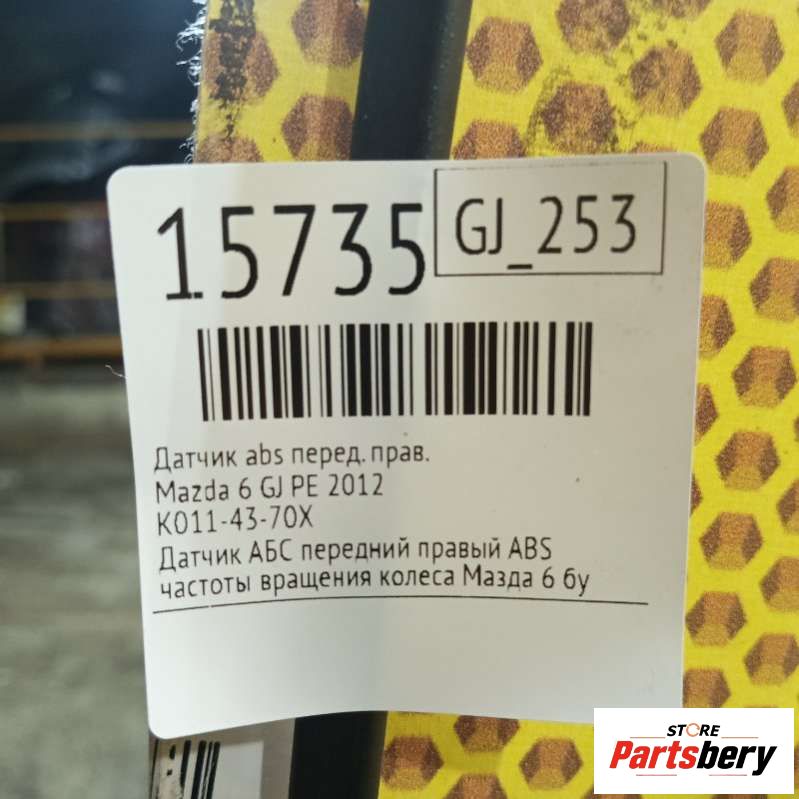 15735
GJ_253
Датчик abs перед. прав.
Mazda 6 GJ PE 2012
K011-43-70X
Датчик АБС передний правый ABS
частоты вращения колеса Мазда 6 бу
STORE
Partsbery